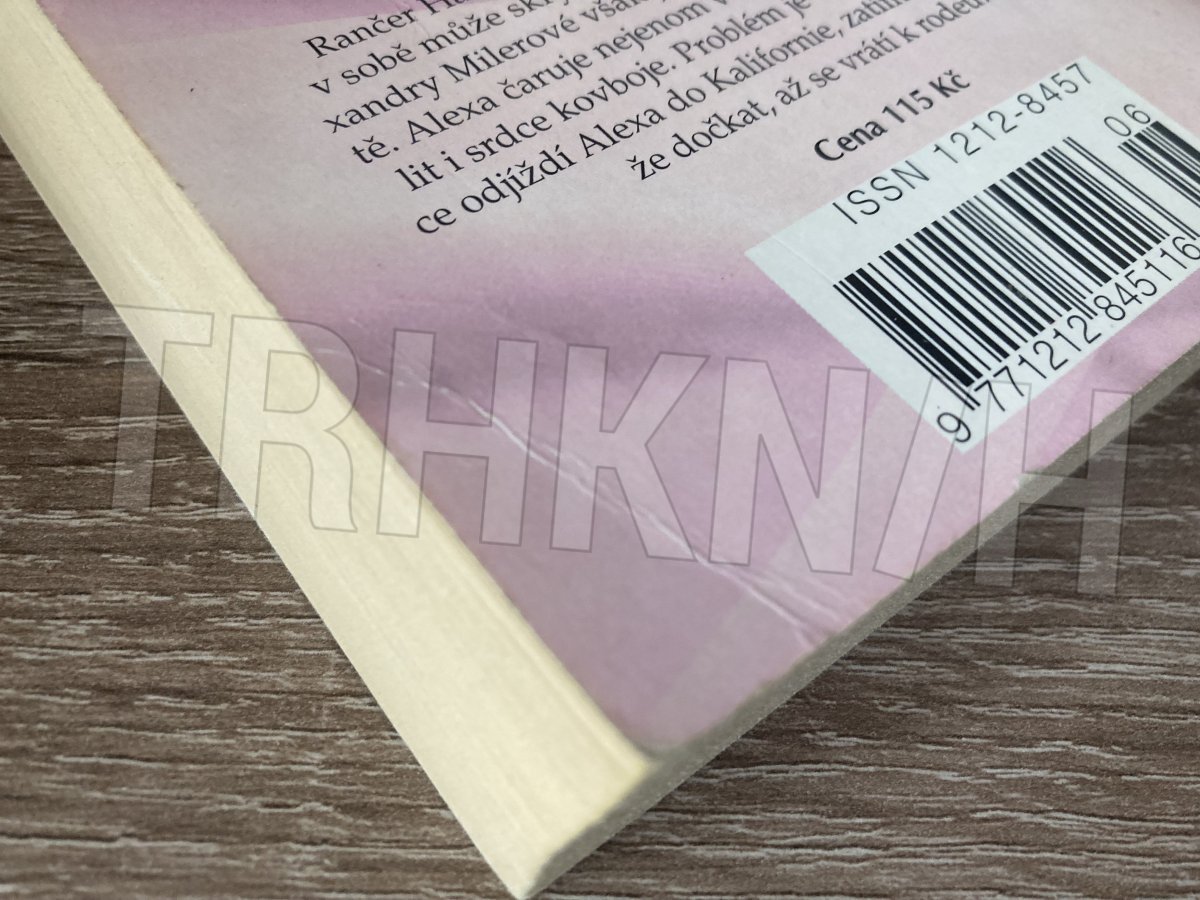 Rančer
v sobě může
xandry Milerové však
tě. Alexa čaruje nejenom v
lit i srdce kovboje. Problém je
ce odjíždí Alexa do Kalifornie,
že dočkat, až se vrátí k rodeu.
Cena 115 Kč
ISSN 1212-8457
06
9 771212 845116
TRHKNIH